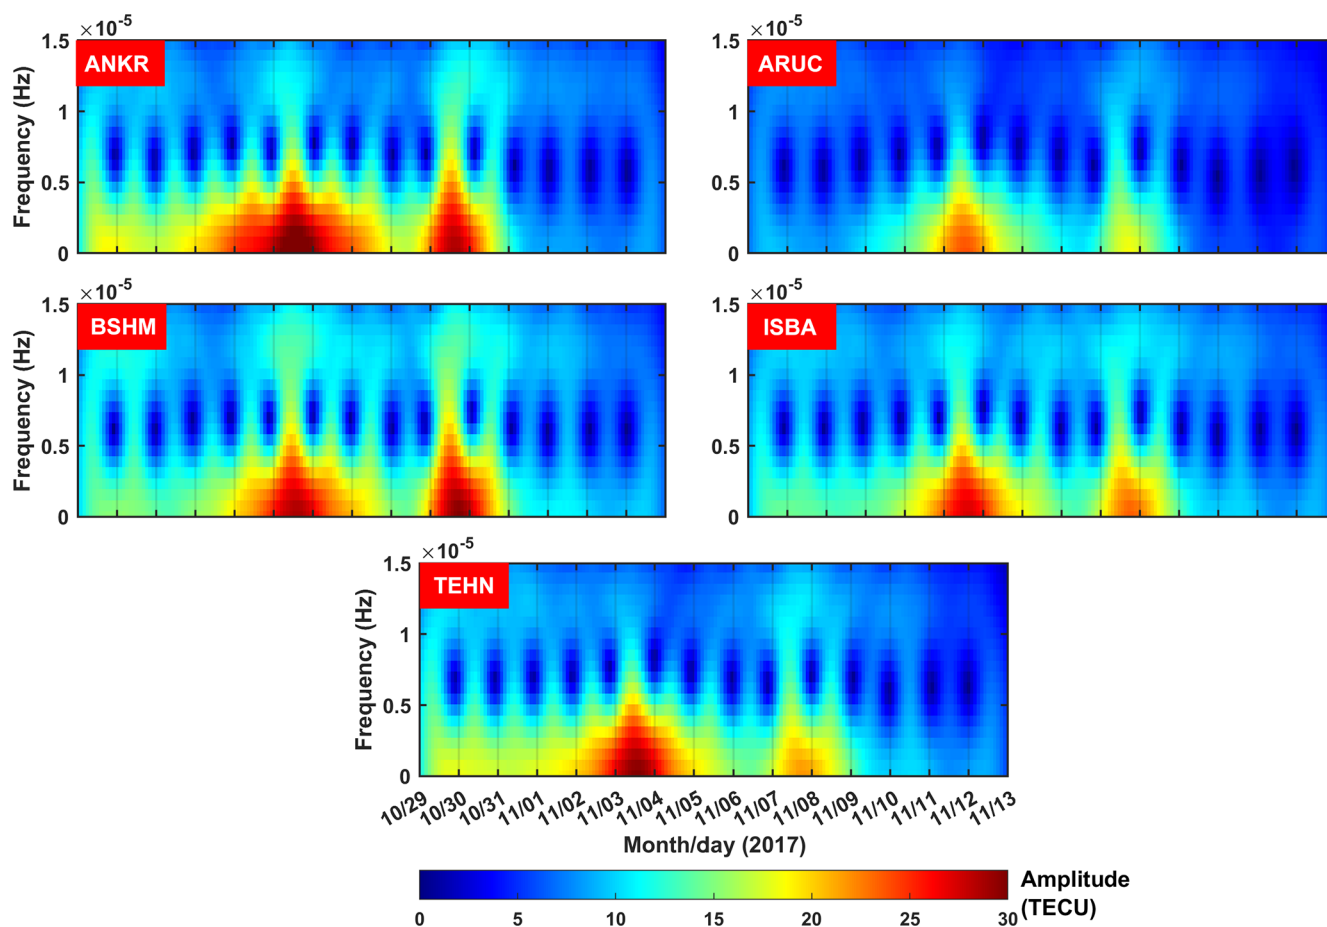 ×10-5
1.5
ANKR
1
0.5
0
Frequency (Hz)
×10-5
1.5
ARUC
1
0.5
0
×10-5
1.5
BSHM
1
0.5
0
Frequency (Hz)
×10-5
1.5
ISBA
1
0.5
0
×10-5
1.5
TEHN
1
0.5
0
Frequency (Hz)
10/29 10/30 10/31 11/01 11/02 11/03 11/04 11/05 11/06 11/07 11/08 11/09 11/10 11/11 11/12 11/13
Month/day (2017)
Amplitude
(TECU)
0 5 10 15 20 25 30